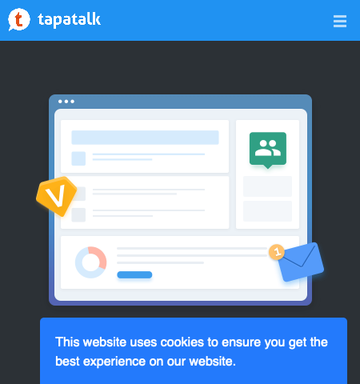 tapatalk
V
1
This website uses cookies to ensure you get the
best experience on our website.